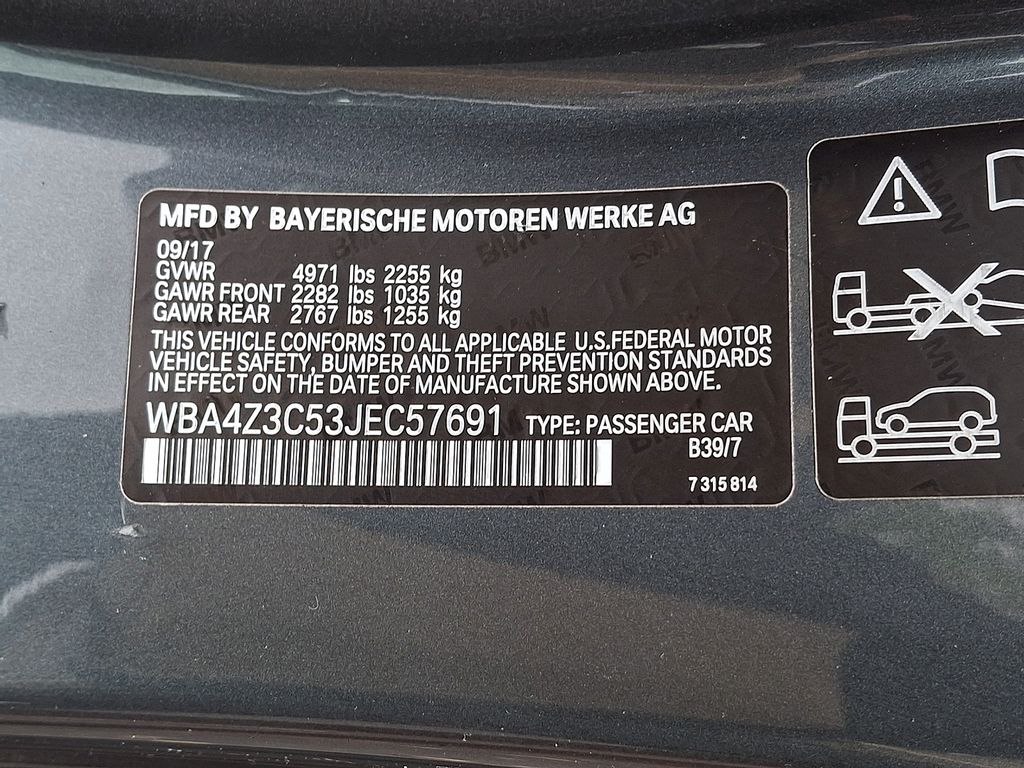 MFD BY BAYERISCHE MOTOREN WERKE AG
09/17
GVWR 4971 lbs 2255 kg
GAWR FRONT 2282 lbs 1035 kg
GAWR REAR 2767 lbs 1255 kg
THIS VEHICLE CONFORMS TO ALL APPLICABLE U.S.FEDERAL MOTOR
VEHICLE SAFETY, BUMPER AND THEFT PREVENTION STANDARDS
IN EFFECT ON THE DATE OF MANUFACTURE SHOWN ABOVE.
WBA4Z3C53JEC57691 TYPE: PASSENGER CAR
B39/7
7 315 814